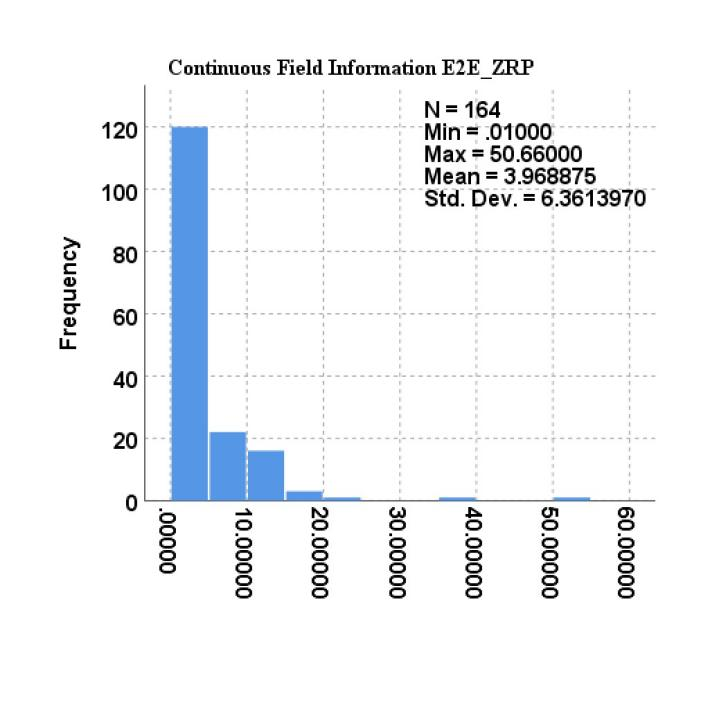 Continuous Field Information E2E_ZRP
N = 164
Min = .01000
Max = 50.66000
Mean = 3.968875
Std. Dev. = 6.3613970
Frequency
120
100
80
60
40
20
0
.00000
10.00000
20.00000
30.00000
40.00000
50.00000
60.00000